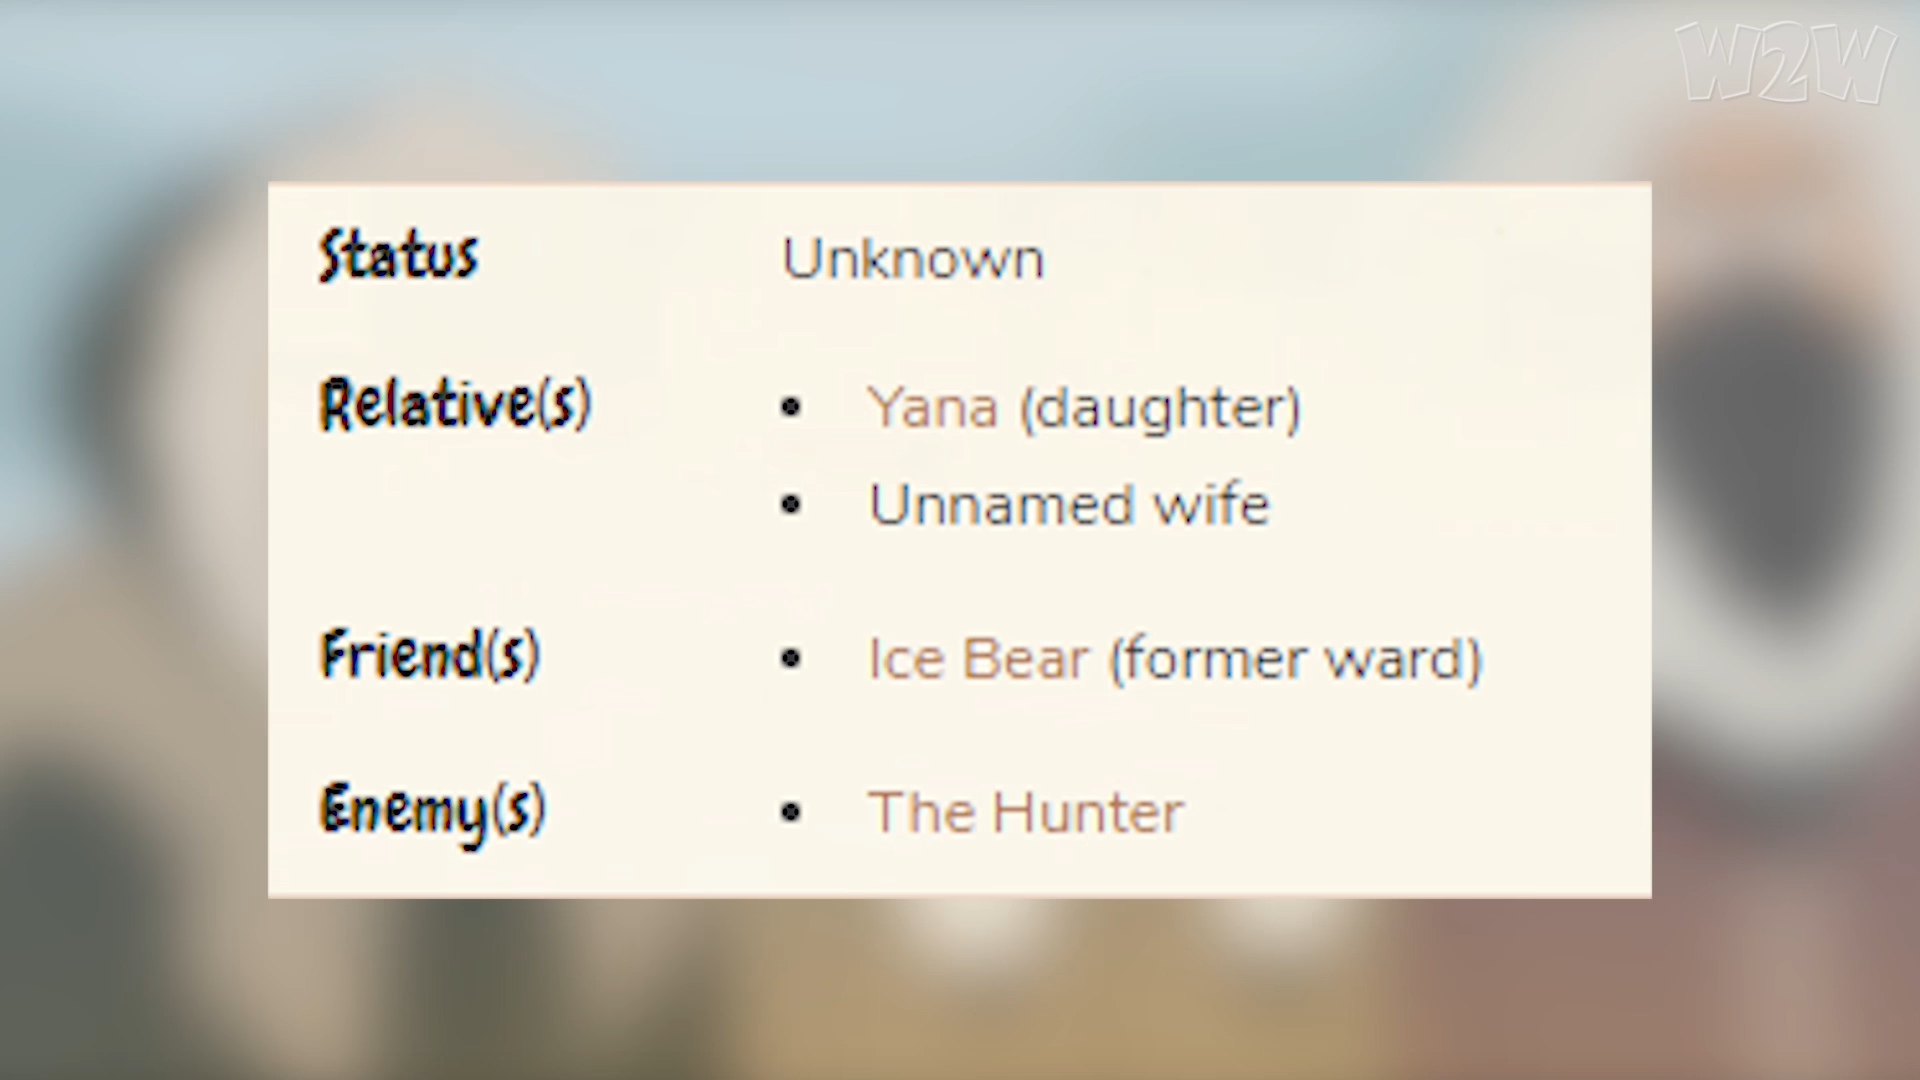 W2W
Status Unknown
Relative(s) • Yana (daughter)
• Unnamed wife
Friend(s) • Ice Bear (former ward)
Enemy(s) • The Hunter